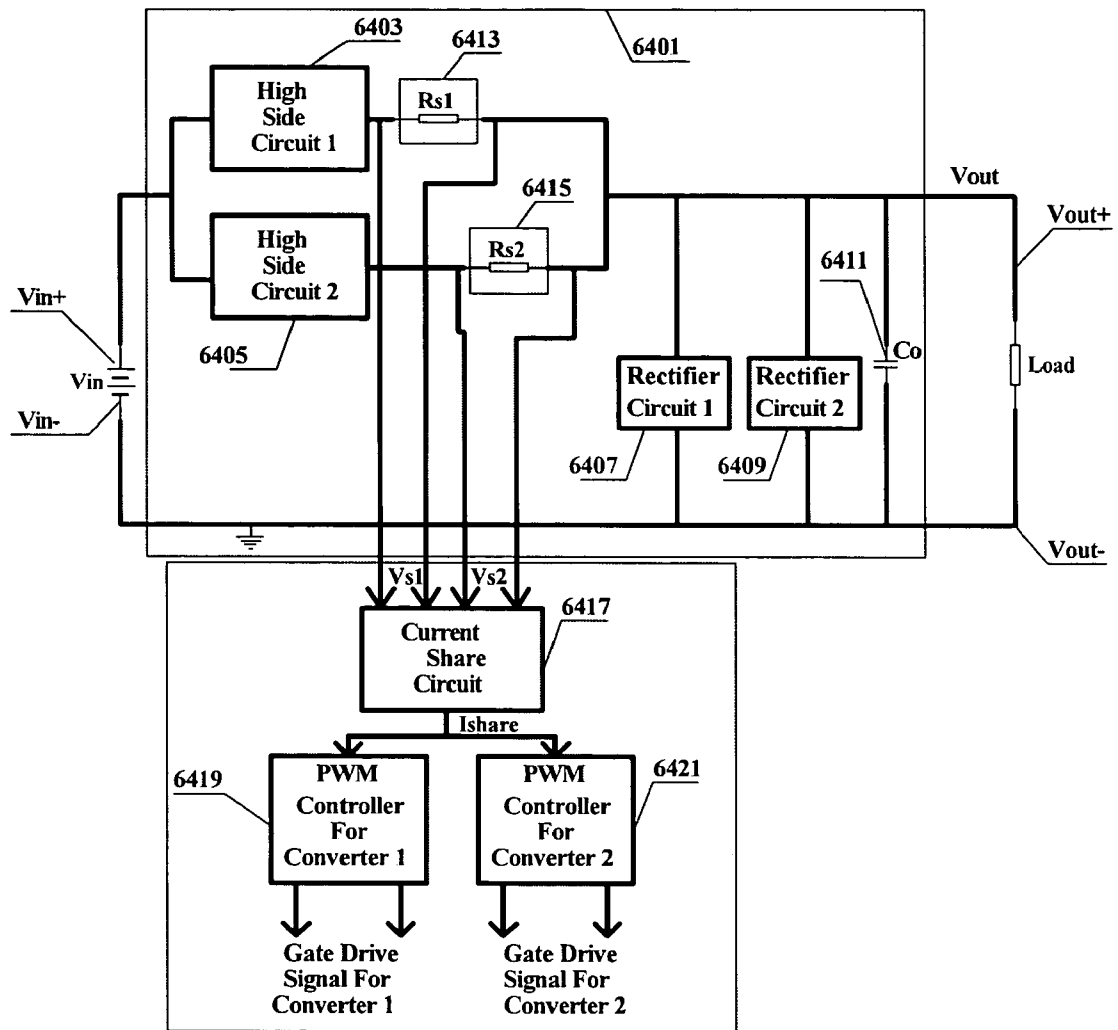 6403
6413
6401
High
Side
Circuit 1
Rs1
6415
Vout
Vout+
High
Side
Circuit 2
Rs2
6411
Vin+
6405
Co
Vin
Load
Rectifier
Circuit 1
Rectifier
Circuit 2
Vin-
6407
6409
Vout-
Vs1
Vs2
6417
Current
Share
Circuit
Ishare
6419
PWM
Controller
For
Converter 1
PWM
Controller
For
Converter 2
6421
Gate Drive
Signal For
Converter 1
Gate Drive
Signal For
Converter 2